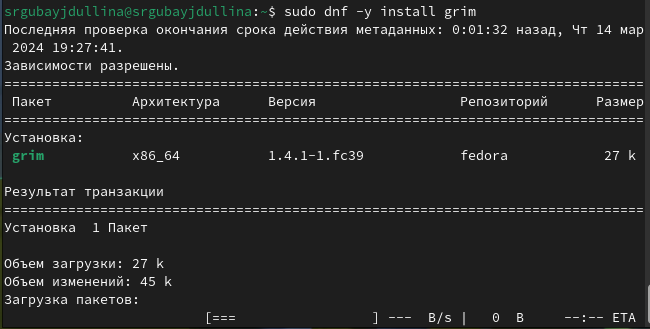 srgubayjdullina@srgubayjdullina:~$ sudo dnf -y install grim
Последняя проверка окончания срока действия метаданных: 0:01:32 назад, Чт 14 мар
 2024 19:27:41.
Зависимости разрешены.
================================================================================
 Пакет          Архитектура      Версия                  Репозиторий      Размер
================================================================================
Установка:
 grim           x86_64           1.4.1-1.fc39            fedora            27 k

Результат транзакции
================================================================================
Установка  1 Пакет

Объем загрузки: 27 k
Объем изменений: 45 k
Загрузка пакетов:
                         [===                 ] ---  B/s |   0  B     --:-- ETA